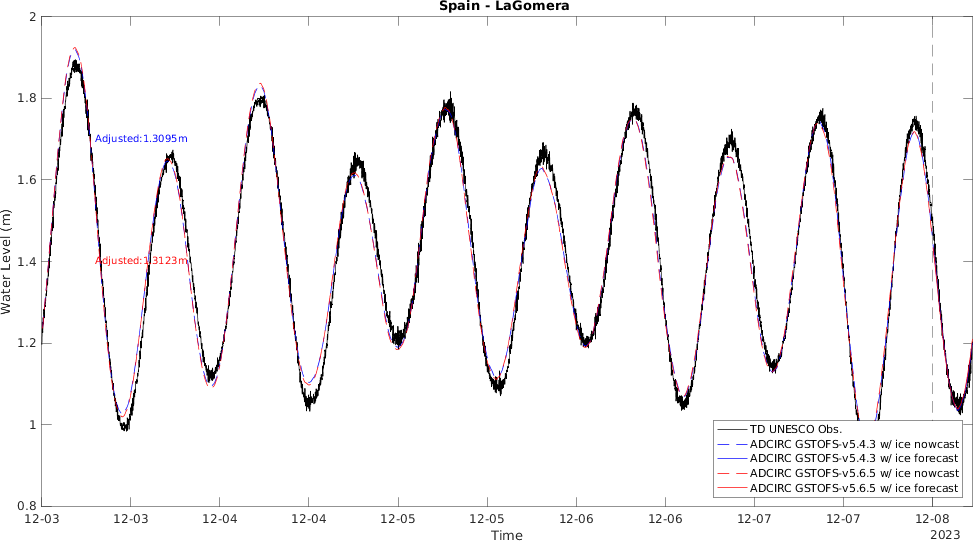 Spain - LaGomera
2
1.8
1.6
1.4
1.2
1
0.8
Water Level (m)
Adjusted:1.3095m
Adjusted:1.3123m
TD UNESCO Obs.
ADCIRC GSTOFS-v5.4.3 w/ ice nowcast
ADCIRC GSTOFS-v5.4.3 w/ ice forecast
ADCIRC GSTOFS-v5.6.5 w/ ice nowcast
ADCIRC GSTOFS-v5.6.5 w/ ice forecast
12-03 12-03 12-04 12-04 12-05 12-05 12-06 12-06 12-07 12-07 12-08
Time
2023